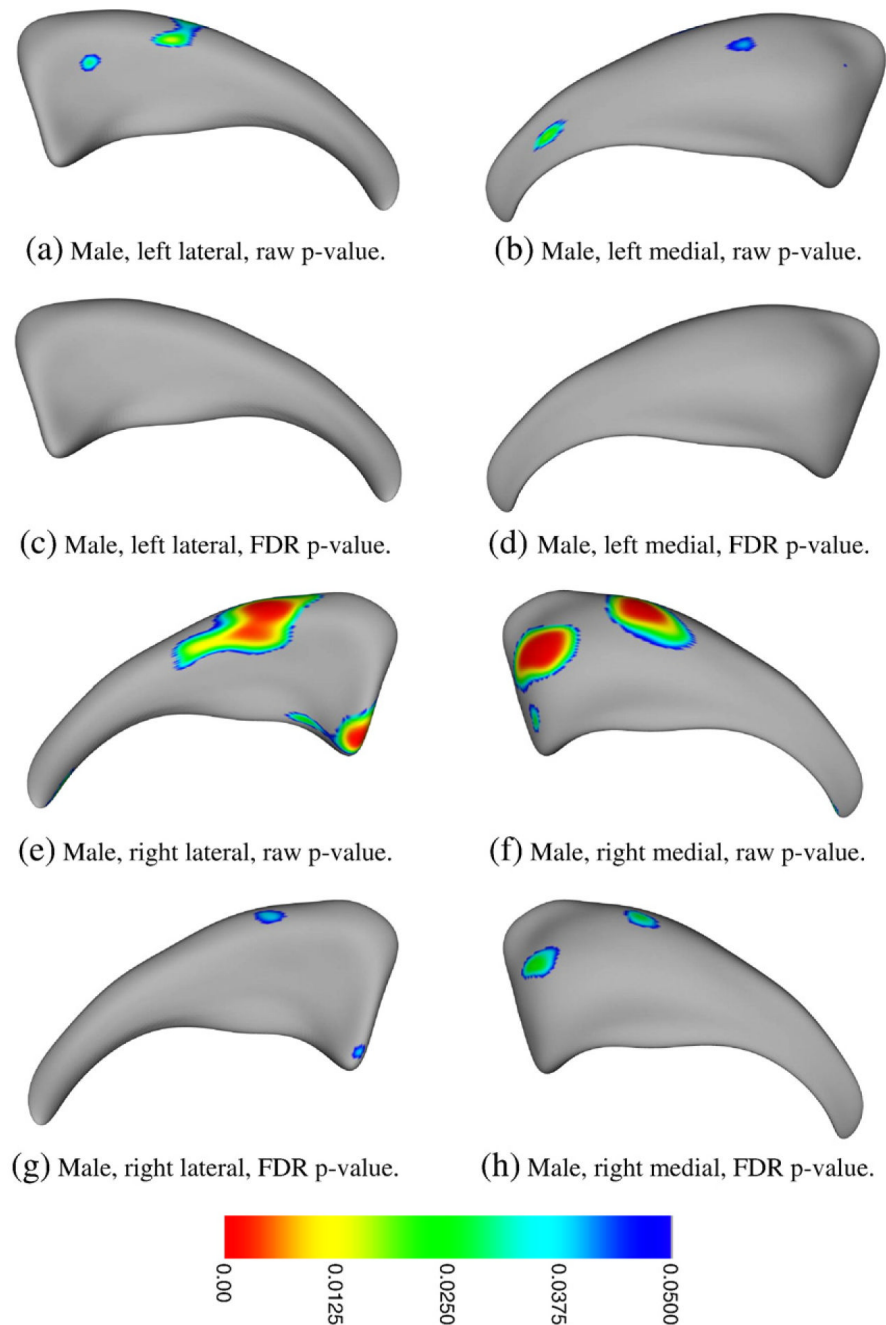 (a) Male, left lateral, raw p-value.
(b) Male, left medial, raw p-value.
(c) Male, left lateral, FDR p-value.
(d) Male, left medial, FDR p-value.
(e) Male, right lateral, raw p-value.
(f) Male, right medial, raw p-value.
(g) Male, right lateral, FDR p-value.
(h) Male, right medial, FDR p-value.
0.00
0.0125
0.0250
0.0375
0.0500